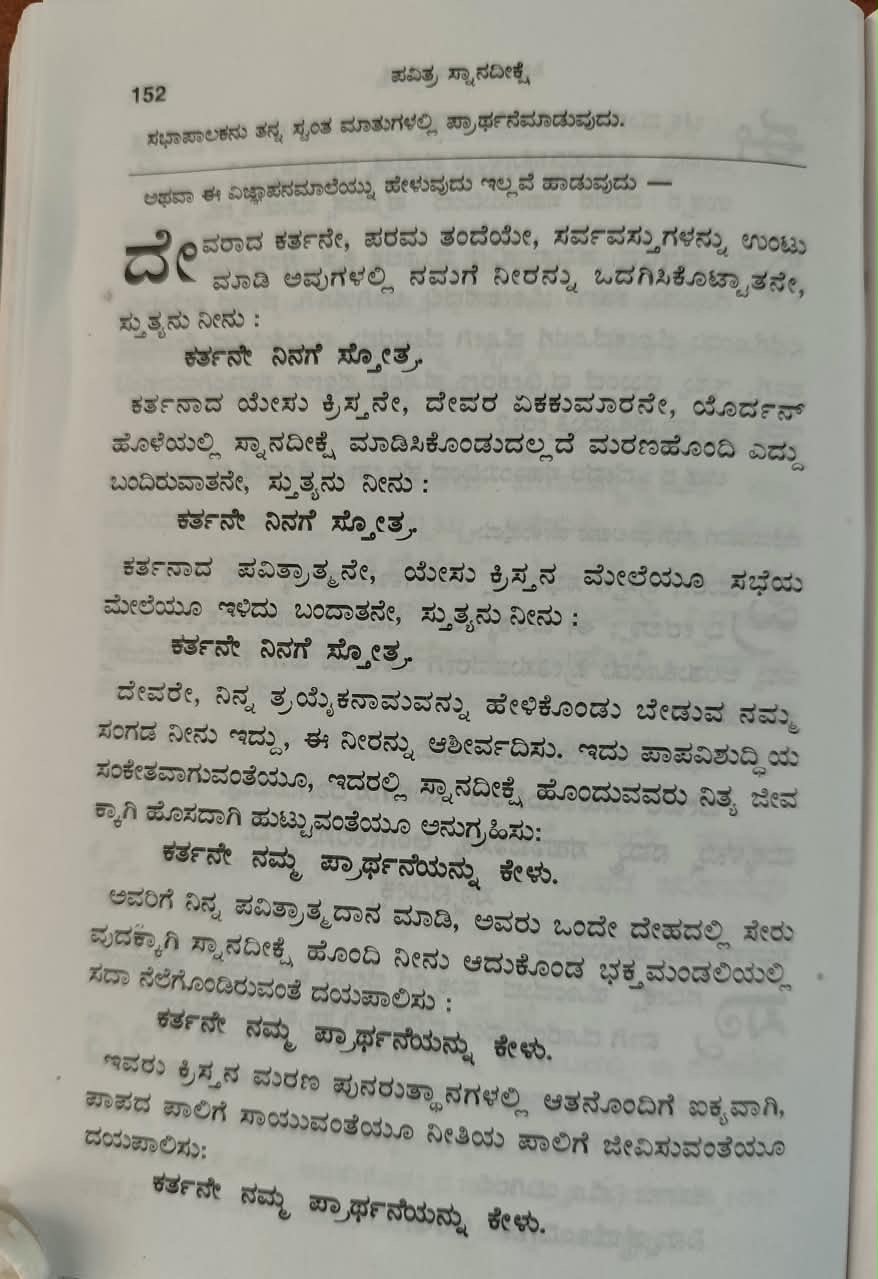 152
ಪವಿತ್ರ ಸ್ನಾನದೀಕ್ಷೆ
ಸಭಾಪಾಲಕನು ತನ್ನ ಸ್ವಂತ ಮಾತುಗಳಲ್ಲಿ ಪ್ರಾರ್ಥನೆಮಾಡುವುದು.
ಅಥವಾ ಈ ವಿಜ್ಞಾಪನಮಾಲೆಯ್ನು ಹೇಳುವುದು ಇಲ್ಲವೆ ಹಾಡುವುದು —
ದೇವರಾದ ಕರ್ತನೇ, ಪರಮ ತಂದೆಯೇ, ಸರ್ವವಸ್ತುಗಳನ್ನು ಉಂಟು
ಮಾಡಿ ಅವುಗಳಲ್ಲಿ ನಮಗೆ ನೀರನ್ನು ಒದಗಿಸಿಕೊಟ್ಟಾತನೇ,
ಸ್ತುತ್ಯನು ನೀನು :
ಕರ್ತನೇ ನಿನಗೆ ಸ್ತೋತ್ರ.
ಕರ್ತನಾದ ಯೇಸು ಕ್ರಿಸ್ತನೇ, ದೇವರ ಏಕಕುಮಾರನೇ, ಯೊರ್ದನ್
ಹೊಳೆಯಲ್ಲಿ ಸ್ನಾನದೀಕ್ಷೆ ಮಾಡಿಸಿಕೊಂಡುದಲ್ಲದೆ ಮರಣಹೊಂದಿ ಎದ್ದು
ಬಂದಿರುವಾತನೇ, ಸ್ತುತ್ಯನು ನೀನು :
ಕರ್ತನೇ ನಿನಗೆ ಸ್ತೋತ್ರ.
ಕರ್ತನಾದ ಪವಿತ್ರಾತ್ಮನೇ, ಯೇಸು ಕ್ರಿಸ್ತನ ಮೇಲೆಯೂ ಸಭೆಯ
ಮೇಲೆಯೂ ಇಳಿದು ಬಂದಾತನೇ, ಸ್ತುತ್ಯನು ನೀನು :
ಕರ್ತನೇ ನಿನಗೆ ಸ್ತೋತ್ರ.
ದೇವರೇ, ನಿನ್ನ ತ್ರಯೈಕನಾಮವನ್ನು ಹೇಳಿಕೊಂಡು ಬೇಡುವ ನಮ್ಮ
ಸಂಗಡ ನೀನು ಇದ್ದು, ಈ ನೀರನ್ನು ಆಶೀರ್ವದಿಸು. ಇದು ಪಾಪವಿಶುದ್ಧಿಯ
ಸಂಕೇತವಾಗುವಂತೆಯೂ, ಇದರಲ್ಲಿ ಸ್ನಾನದೀಕ್ಷೆ ಹೊಂದುವವರು ನಿತ್ಯ ಜೀವ
ಕ್ಕಾಗಿ ಹೊಸದಾಗಿ ಹುಟ್ಟುವಂತೆಯೂ ಅನುಗ್ರಹಿಸು:
ಕರ್ತನೇ ನಮ್ಮ ಪ್ರಾರ್ಥನೆಯನ್ನು ಕೇಳು.
ಅವರಿಗೆ ನಿನ್ನ ಪವಿತ್ರಾತ್ಮದಾನ ಮಾಡಿ, ಅವರು ಒಂದೇ ದೇಹದಲ್ಲಿ ಸೇರು
ವುದಕ್ಕಾಗಿ ಸ್ನಾನದೀಕ್ಷೆ ಹೊಂದಿ ನೀನು ಆದುಕೊಂಡ ಭಕ್ತಮಂಡಲಿಯಲ್ಲಿ
ಸದಾ ನೆಲೆಗೊಂಡಿರುವಂತೆ ದಯಪಾಲಿಸು :
ಕರ್ತನೇ ನಮ್ಮ ಪ್ರಾರ್ಥನೆಯನ್ನು ಕೇಳು.
ಇವರು ಕ್ರಿಸ್ತನ ಮರಣ ಪುನರುತ್ಥಾನಗಳಲ್ಲಿ ಆತನೊಂದಿಗೆ ಐಕ್ಯವಾಗಿ,
ಪಾಪದ ಪಾಲಿಗೆ ಸಾಯುವಂತೆಯೂ ನೀತಿಯ ಪಾಲಿಗೆ ಜೀವಿಸುವಂತೆಯೂ
ದಯಪಾಲಿಸು:
ಕರ್ತನೇ ನಮ್ಮ ಪ್ರಾರ್ಥನೆಯನ್ನು ಕೇಳು.